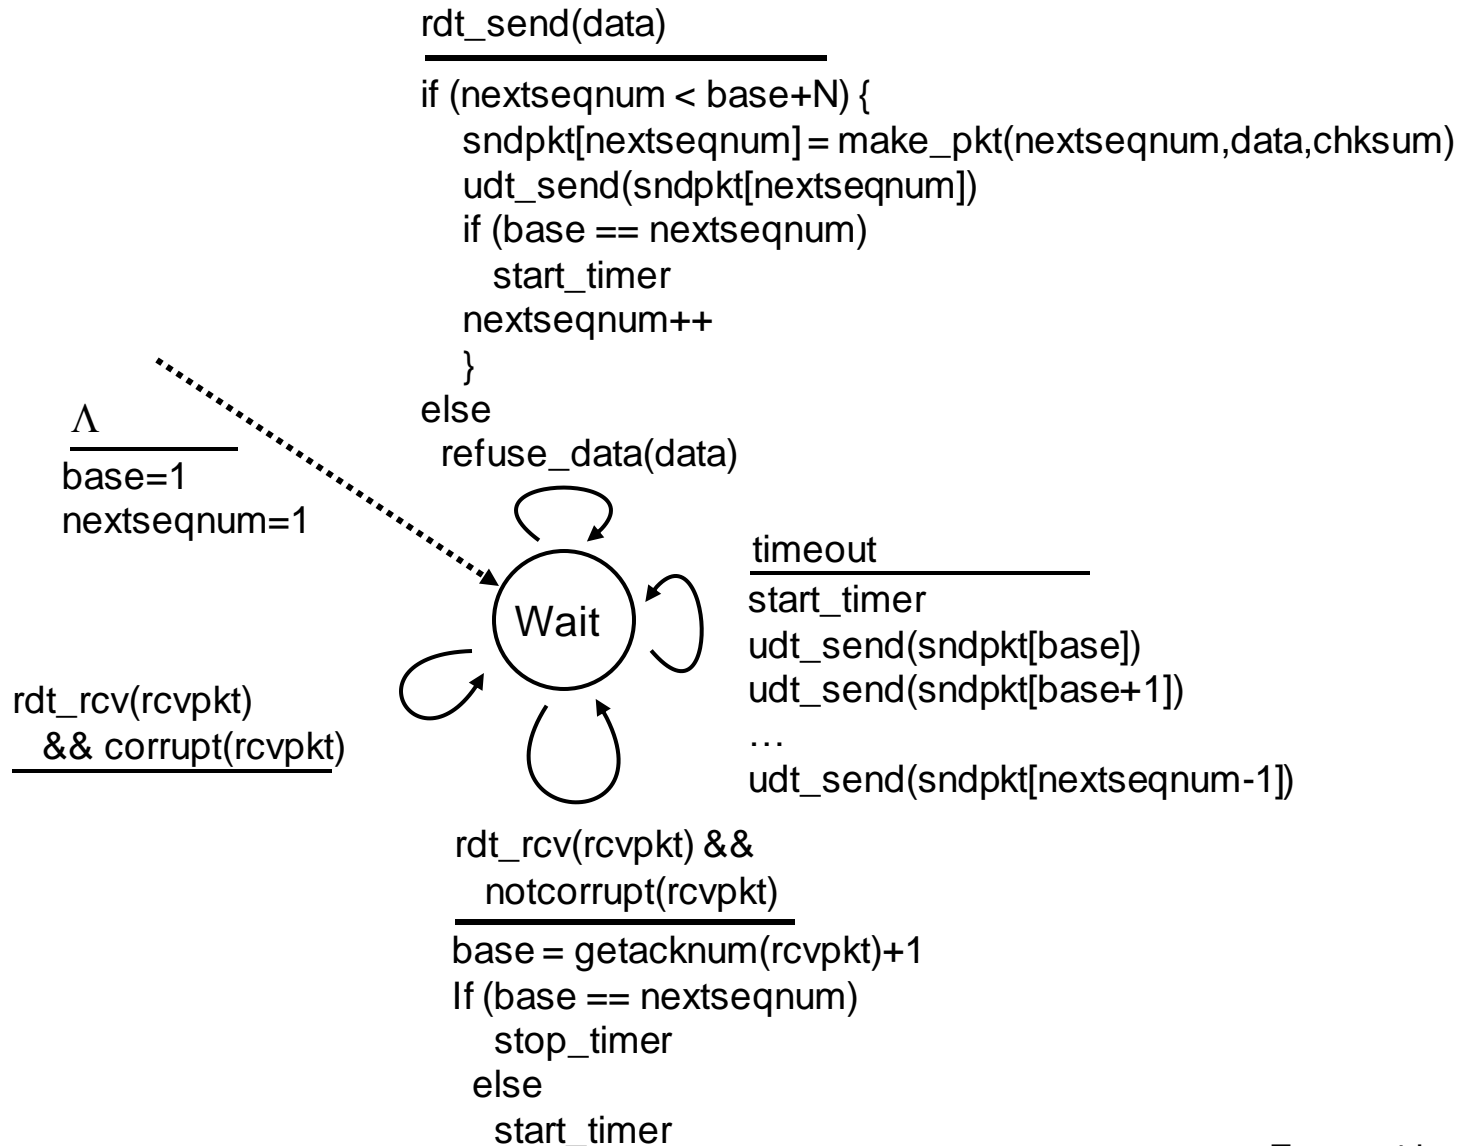 rdt_send(data)
if (nextseqnum < base+N) {
sndpkt[nextseqnum] = make_pkt(nextseqnum,data,chksum)
udt_send(sndpkt[nextseqnum])
if (base == nextseqnum)
start_timer
nextseqnum++
}
else
refuse_data(data)
Λ
base=1
nextseqnum=1
Wait
timeout
start_timer
udt_send(sndpkt[base])
udt_send(sndpkt[base+1])
…
udt_send(sndpkt[nextseqnum-1])
rdt_rcv(rcvpkt)
&& corrupt(rcvpkt)
rdt_rcv(rcvpkt) &&
notcorrupt(rcvpkt)
base = getacknum(rcvpkt)+1
If (base == nextseqnum)
stop_timer
else
start_timer